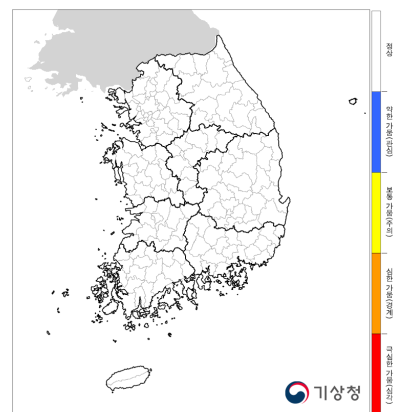 정상
약한 가뭄(관심)
보통 가뭄(주의)
심한 가뭄(경계)
극심한 가뭄(심각)
기상청